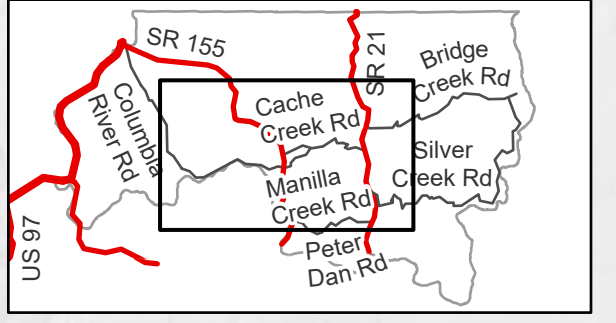 SR 155
SR 21
Bridge
Creek Rd
Columbia
River Rd
Cache
Creek Rd
Silver
Creek Rd
Manilla
Creek Rd
US 97
Peter
Dan Rd